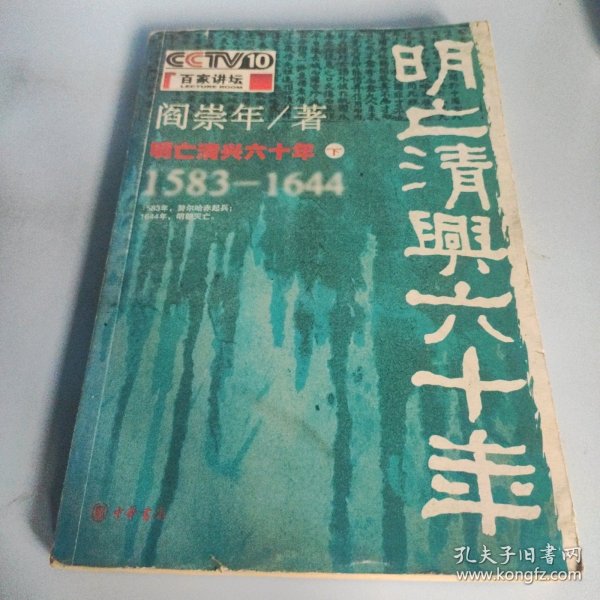 CCTV10
百家讲坛
LECTURE ROOM
阎崇年/著
明亡清兴六十年 下
1583-1644
1583年，努尔哈赤起兵；
1644年，明朝灭亡。
明亡清興六十年
中华书局
孔夫子旧书网
www.kongfz.com